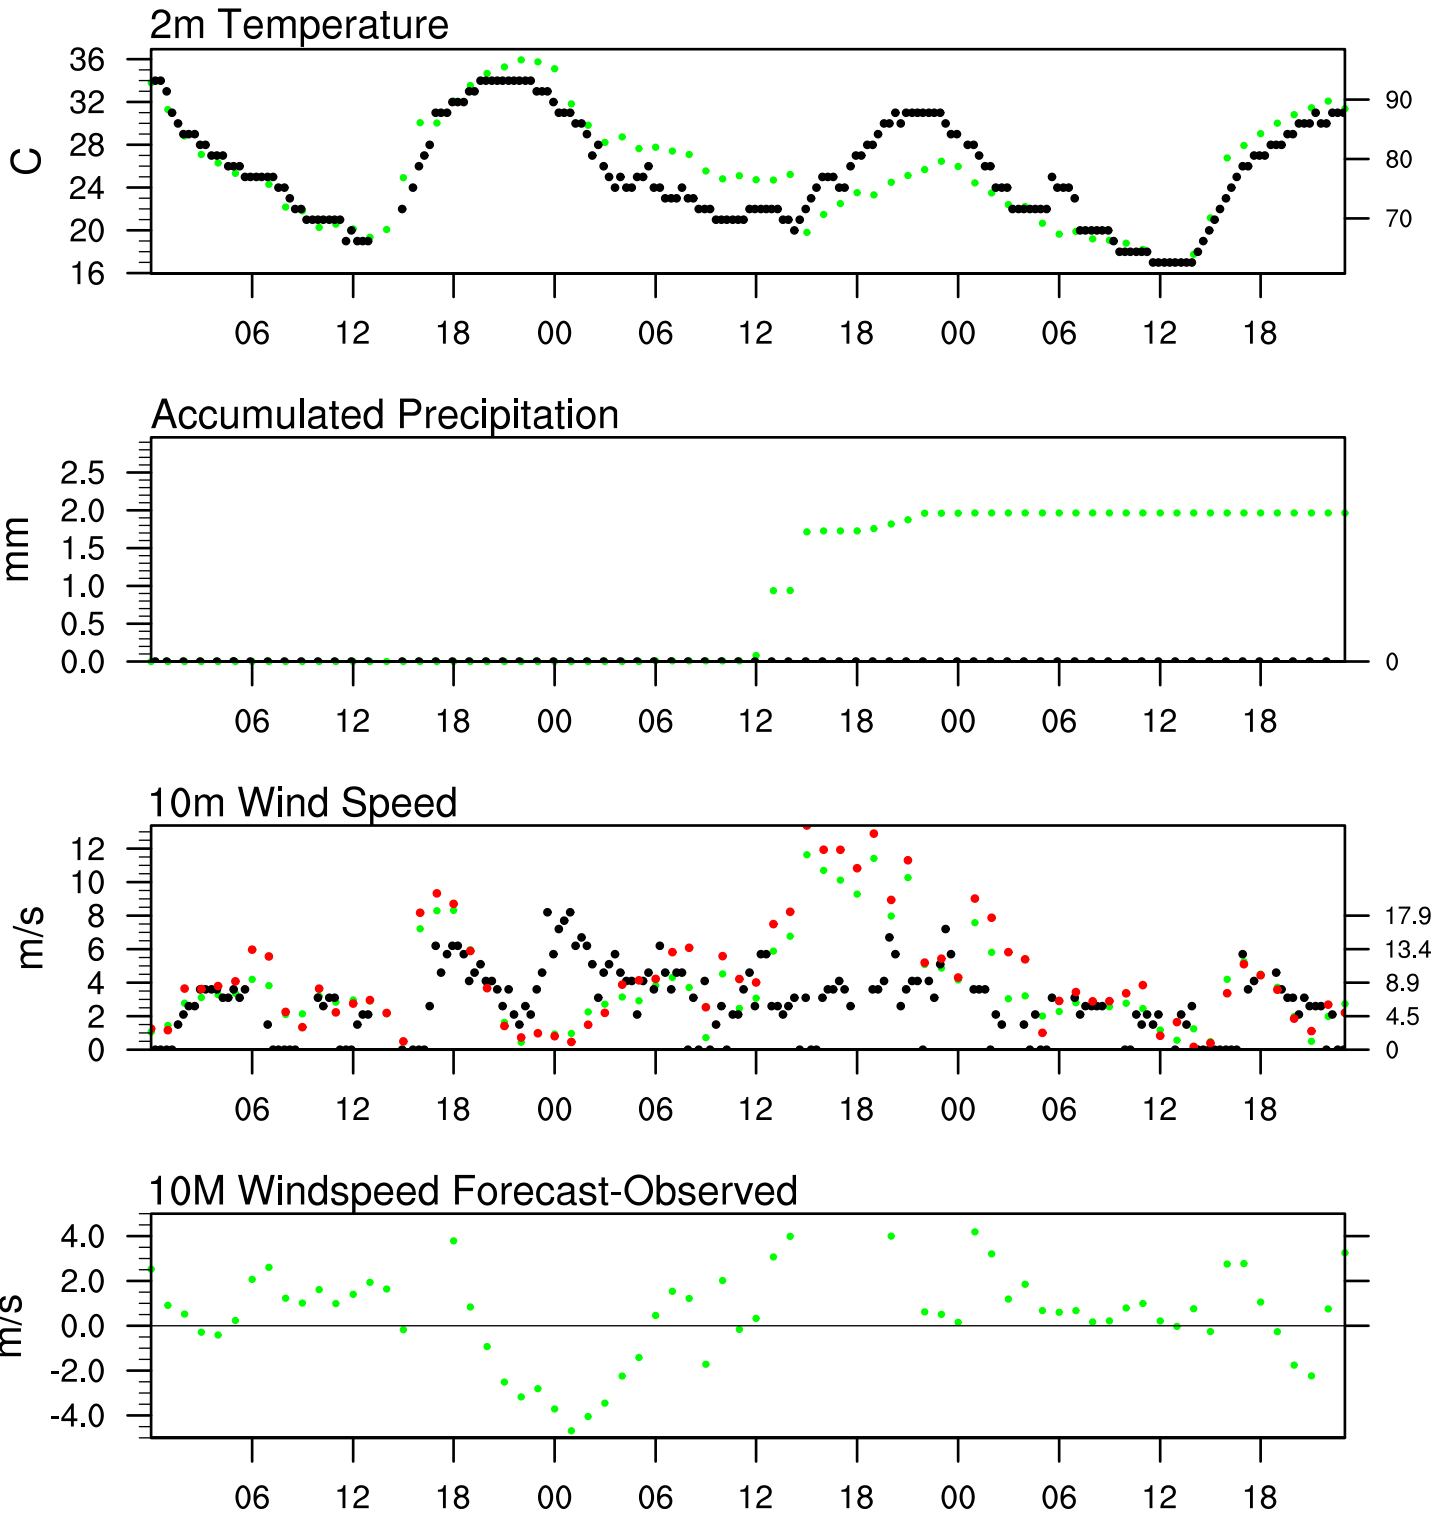 2m Temperature
36
32
28
24
20
16
C
90
80
70
06 12 18 00 06 12 18 00 06 12 18
Accumulated Precipitation
2.5
2.0
1.5
1.0
0.5
0.0
mm
0
06 12 18 00 06 12 18 00 06 12 18
10m Wind Speed
12
10
8
6
4
2
0
m/s
17.9
13.4
8.9
4.5
0
06 12 18 00 06 12 18 00 06 12 18
10M Windspeed Forecast-Observed
4.0
2.0
0.0
-2.0
-4.0
m/s
06 12 18 00 06 12 18 00 06 12 18